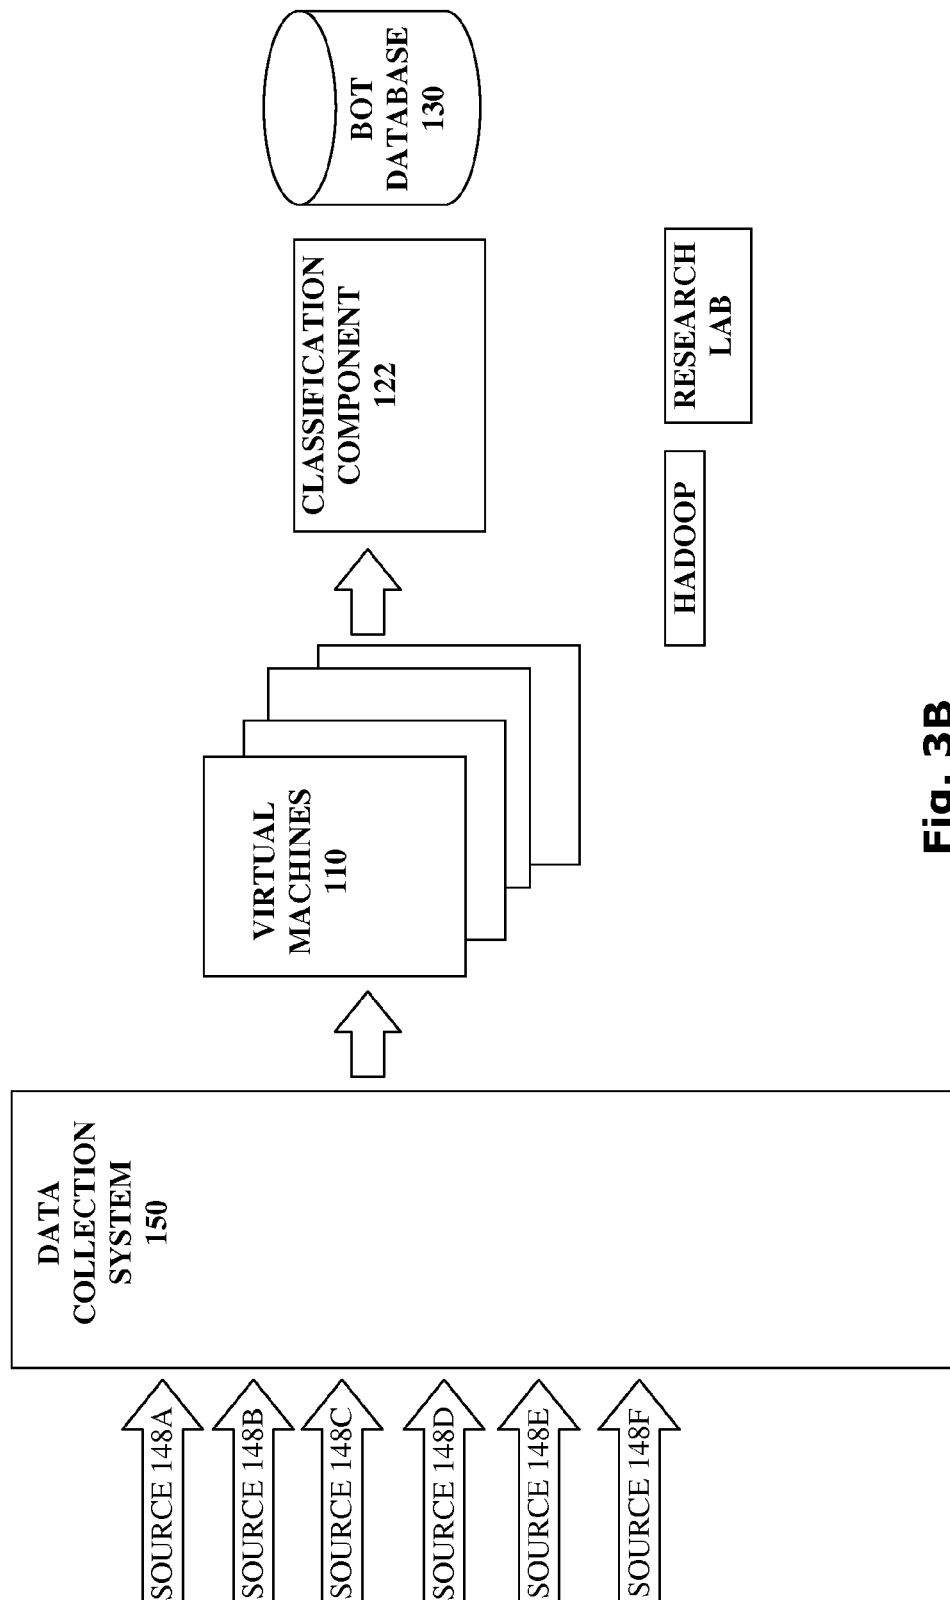 SOURCE 148A
SOURCE 148B
SOURCE 148C
SOURCE 148D
SOURCE 148E
SOURCE 148F
DATA
COLLECTION
SYSTEM
150
VIRTUAL
MACHINES
110
CLASSIFICATION
COMPONENT
122
BOT
DATABASE
130
HADOOP
RESEARCH
LAB
Fig. 3B